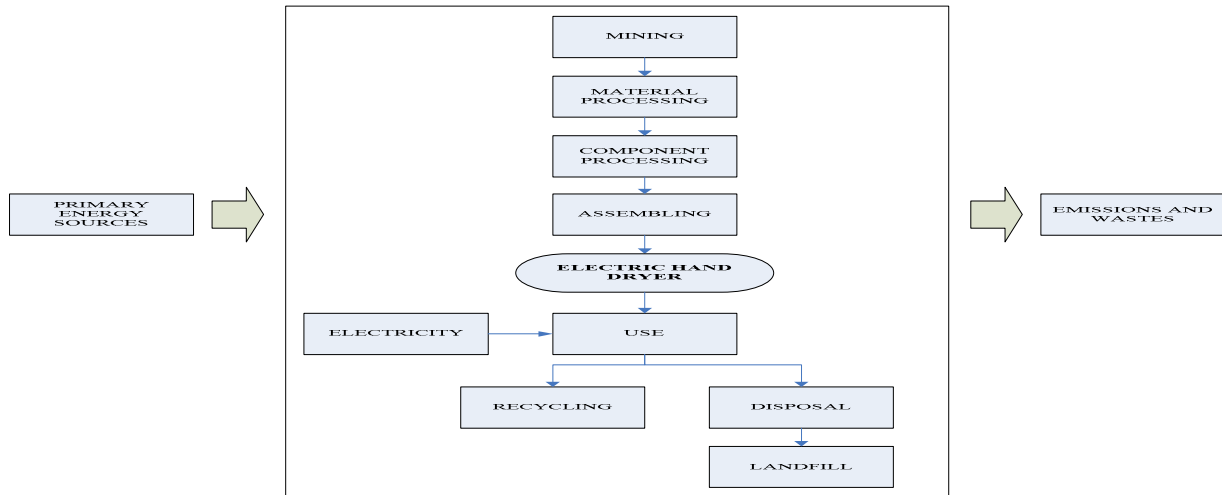 MINING
MATERIAL
PROCESSING
COMPONENT
PROCESSING
PRIMARY
ENERGY
SOURCES
ASSEMBLING
EMISSIONS AND
WASTES
ELECTRIC HAND
DRYER
ELECTRICITY
USE
RECYCLING
DISPOSAL
LANDFILL